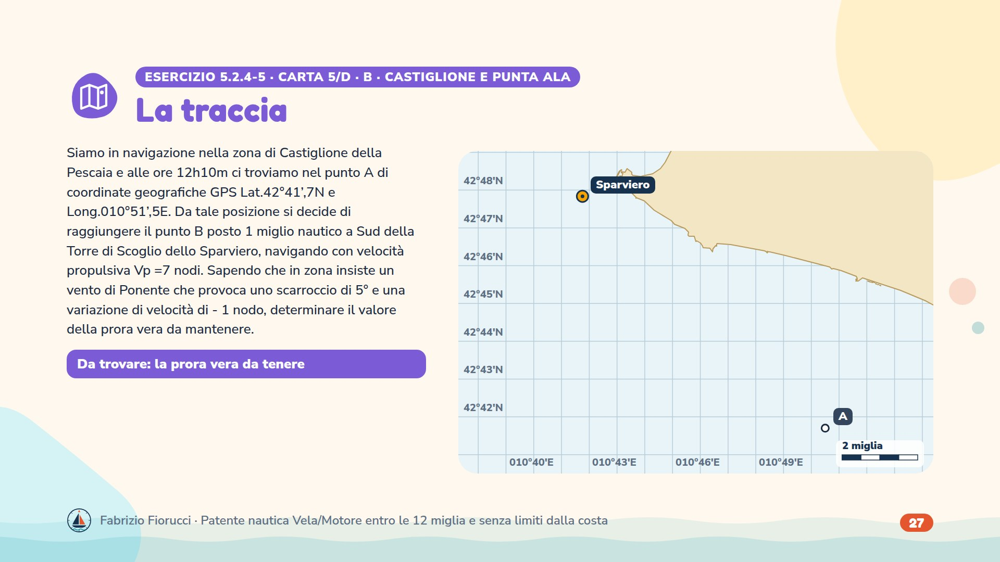 ESERCIZIO 5.2.4-5 · CARTA 5/D · B · CASTIGLIONE E PUNTA ALA
La traccia
Siamo in navigazione nella zona di Castiglione della
Pescaia e alle ore 12h10m ci troviamo nel punto A di
coordinate geografiche GPS Lat.42°41',7N e
Long.010°51',5E. Da tale posizione si decide di
raggiungere il punto B posto 1 miglio nautico a Sud della
Torre di Scoglio dello Sparviero, navigando con velocità
propulsiva Vp =7 nodi. Sapendo che in zona insiste un
vento di Ponente che provoca uno scarroccio di 5° e una
variazione di velocità di - 1 nodo, determinare il valore
della prora vera da mantenere.
Da trovare: la prora vera da tenere
42°48'N
Sparviero
42°47'N
42°46'N
42°45'N
42°44'N
42°43'N
42°42'N
A
2 miglia
010°40'E
010°43'E
010°46'E
010°49'E
Fabrizio Fiorucci · Patente nautica Vela/Motore entro le 12 miglia e senza limiti dalla costa
27